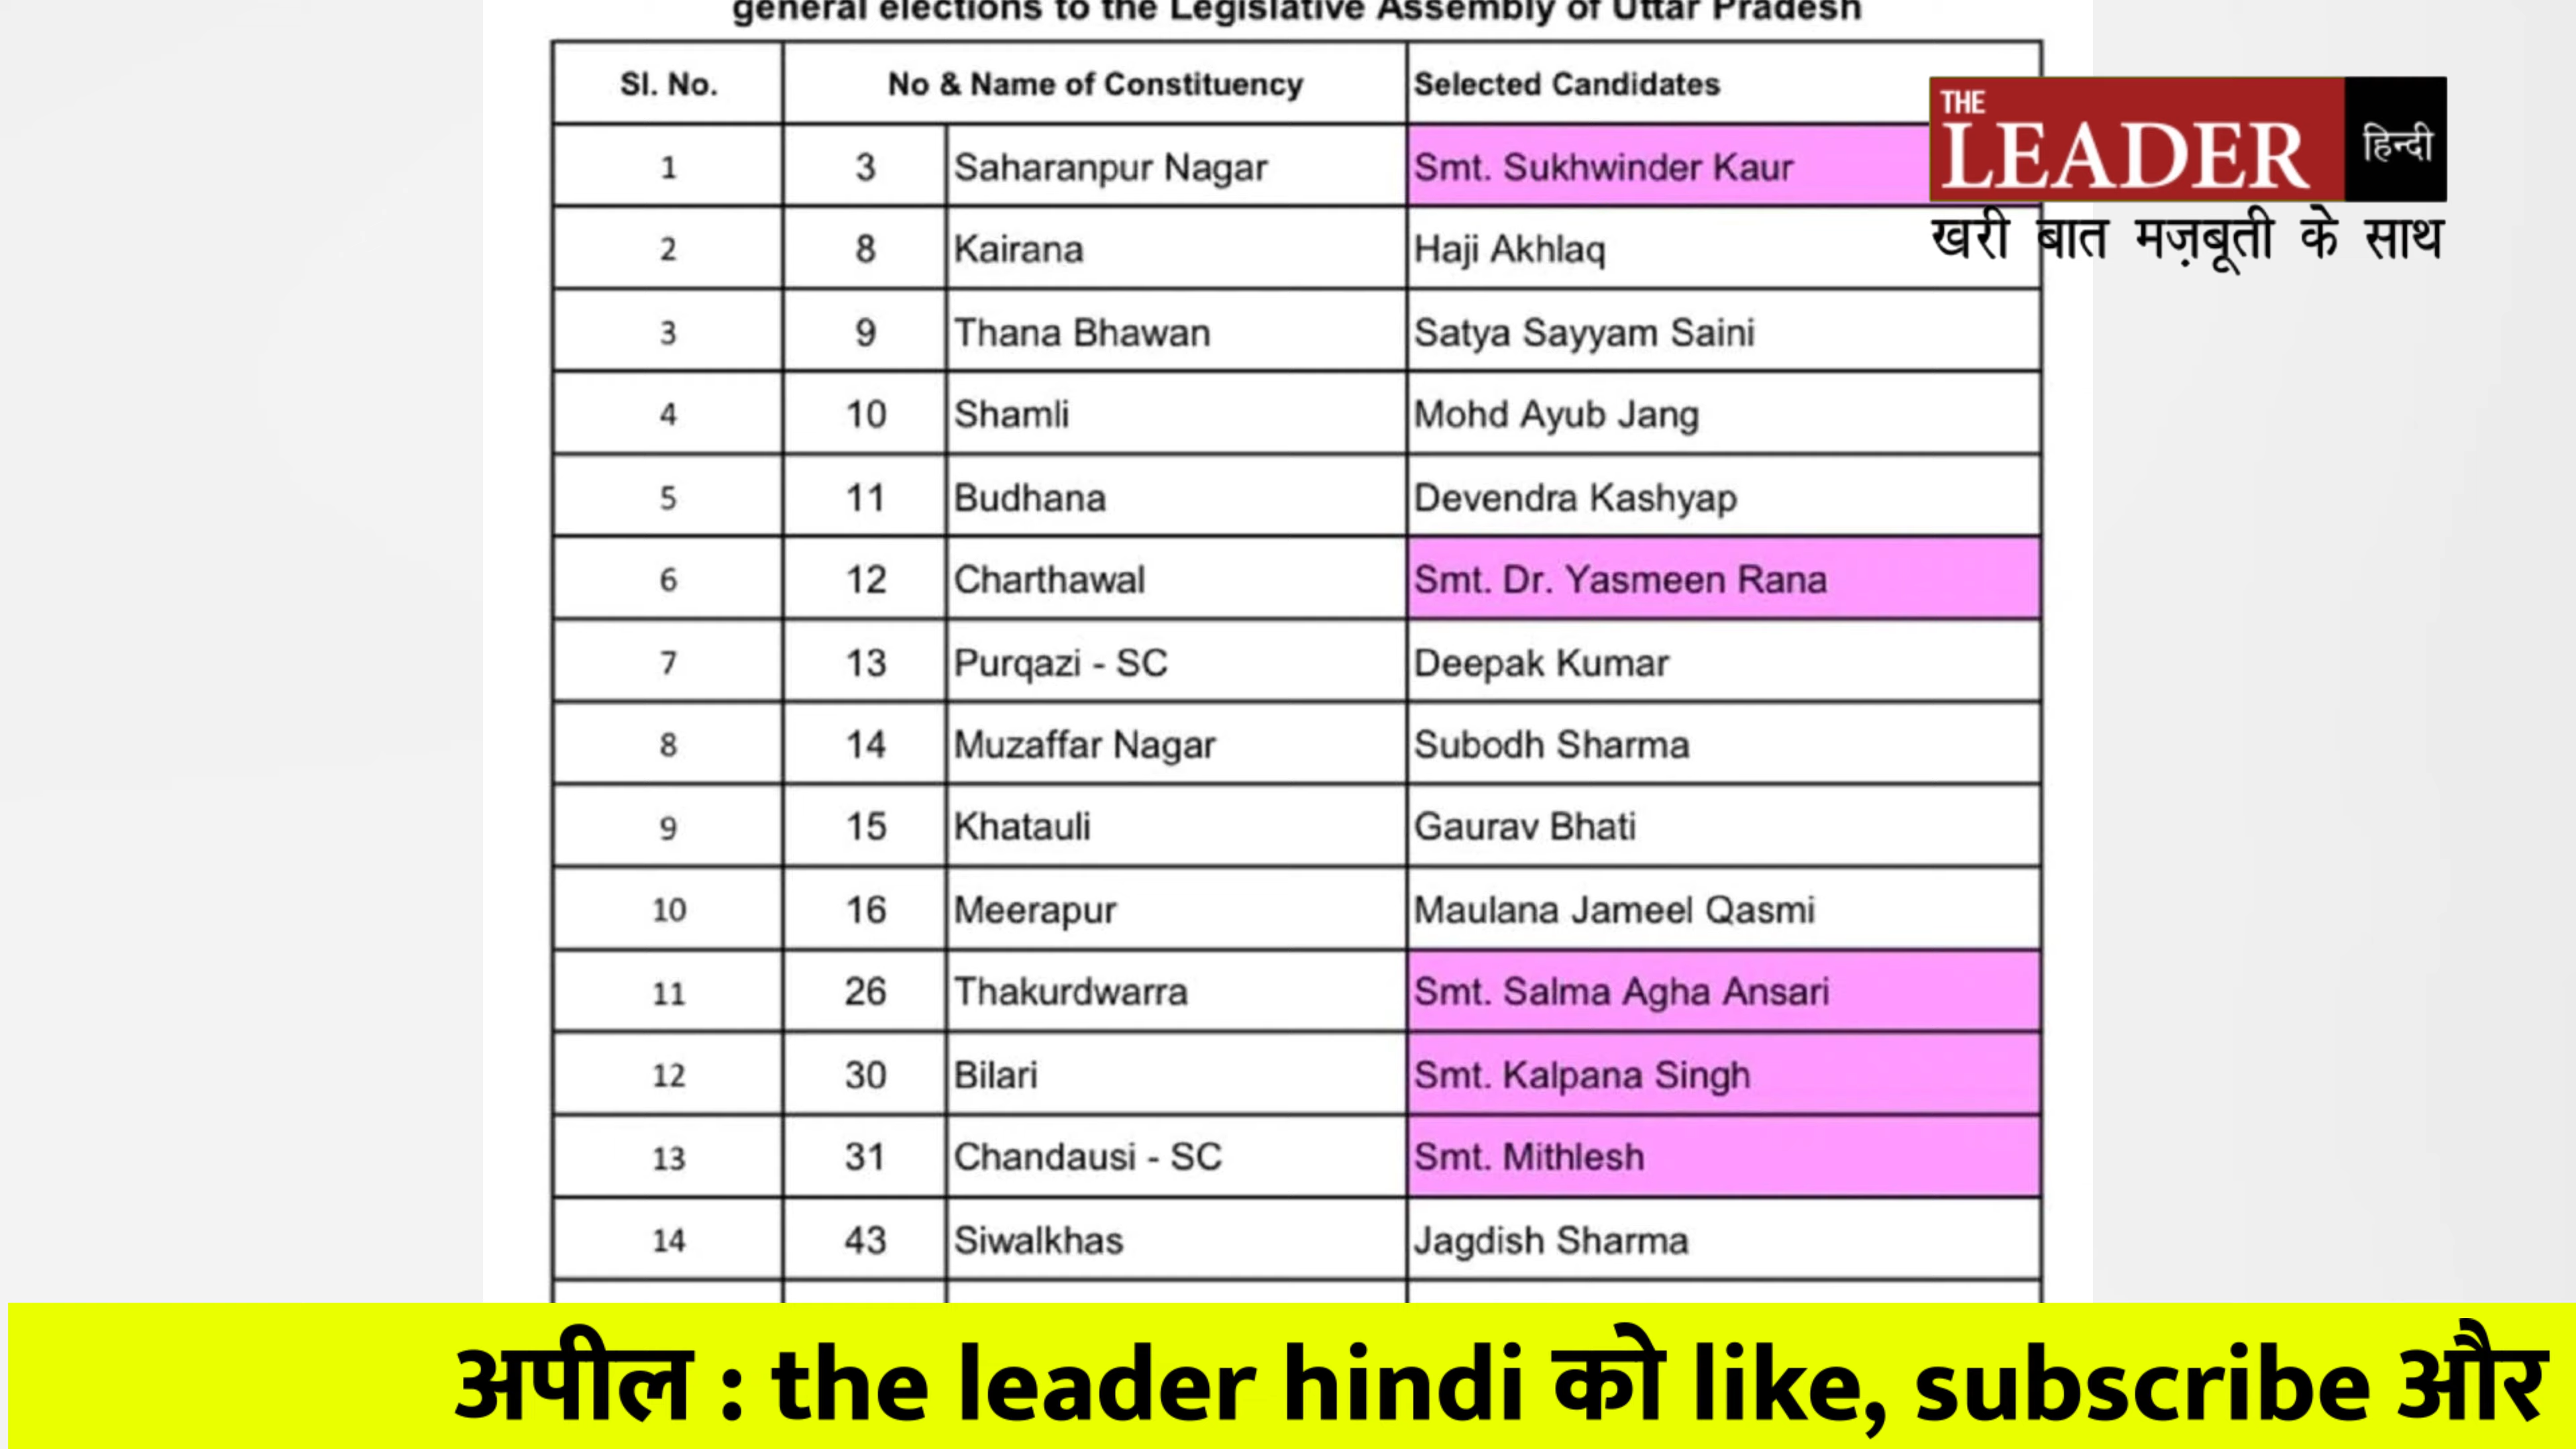 general elections to the Legislative Assembly of Uttar Pradesh
Sl. No. No & Name of Constituency Selected Candidates
1 3 Saharanpur Nagar Smt. Sukhwinder Kaur
2 8 Kairana Haji Akhlaq
3 9 Thana Bhawan Satya Sayyam Saini
4 10 Shamli Mohd Ayub Jang
5 11 Budhana Devendra Kashyap
6 12 Charthawal Smt. Dr. Yasmeen Rana
7 13 Purqazi - SC Deepak Kumar
8 14 Muzaffar Nagar Subodh Sharma
9 15 Khatauli Gaurav Bhati
10 16 Meerapur Maulana Jameel Qasmi
11 26 Thakurdwarra Smt. Salma Agha Ansari
12 30 Bilari Smt. Kalpana Singh
13 31 Chandausi - SC Smt. Mithlesh
14 43 Siwalkhas Jagdish Sharma
THE
LEADER हिन्दी
खरी बात मज़बूती के साथ
अपील : the leader hindi को like, subscribe और